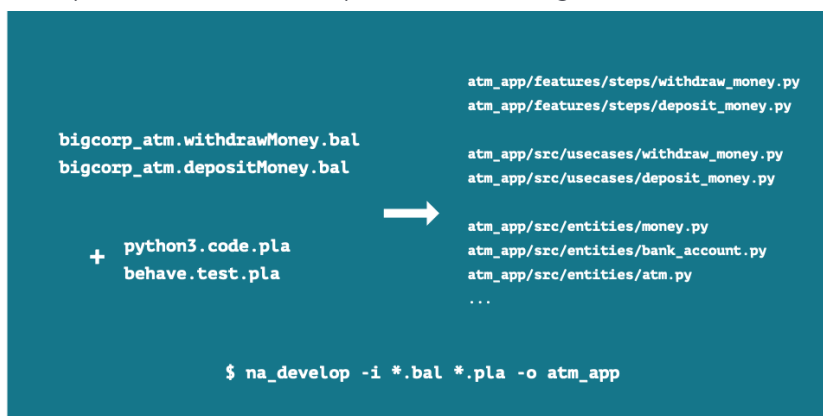 bigcorp_atm.withdrawMoney.bal
bigcorp_atm.depositMoney.bal
+
python3.code.pla
behave.test.pla
atm_app/features/steps/withdraw_money.py
atm_app/features/steps/deposit_money.py
atm_app/src/usecases/withdraw_money.py
atm_app/src/usecases/deposit_money.py
atm_app/src/entities/money.py
atm_app/src/entities/bank_account.py
atm_app/src/entities/atm.py
...
$ na_develop -i *.bal *.pla -o atm_app